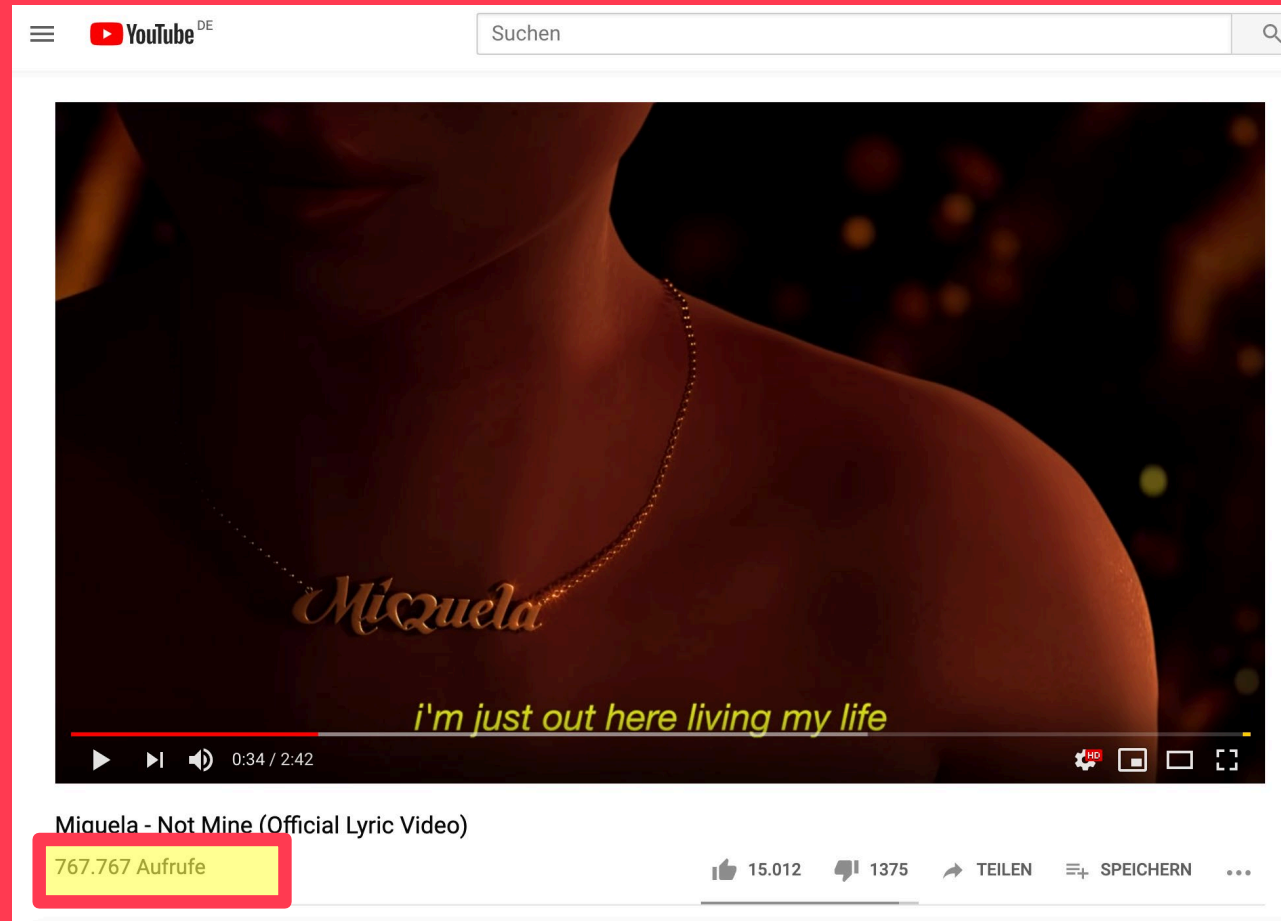 YouTube DE
Suchen
Miquela
i'm just out here living my life
0:34 / 2:42
HD
Miquela - Not Mine (Official Lyric Video)
767.767 Aufrufe
15.012 1375 TEILEN SPEICHERN